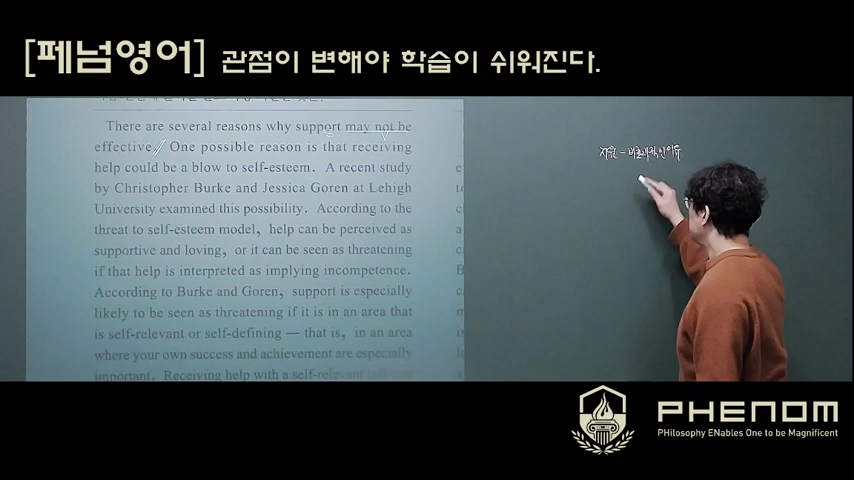 [페넘영어] 관점이 변해야 학습이 쉬워진다.
There are several reasons why support may not be
effective. One possible reason is that receiving
help could be a blow to self-esteem. A recent study
by Christopher Burke and Jessica Goren at Lehigh
University examined this possibility. According to the
threat to self-esteem model, help can be perceived as
supportive and loving, or it can be seen as threatening
if that help is interpreted as implying incompetence.
According to Burke and Goren, support is especially
likely to be seen as threatening if it is in an area that
is self-relevant or self-defining — that is, in an area
where your own success and achievement are especially
important. Receiving help with a self-relevant
지원 -
PHENOM
PHilosophy ENables One to be Magnificent